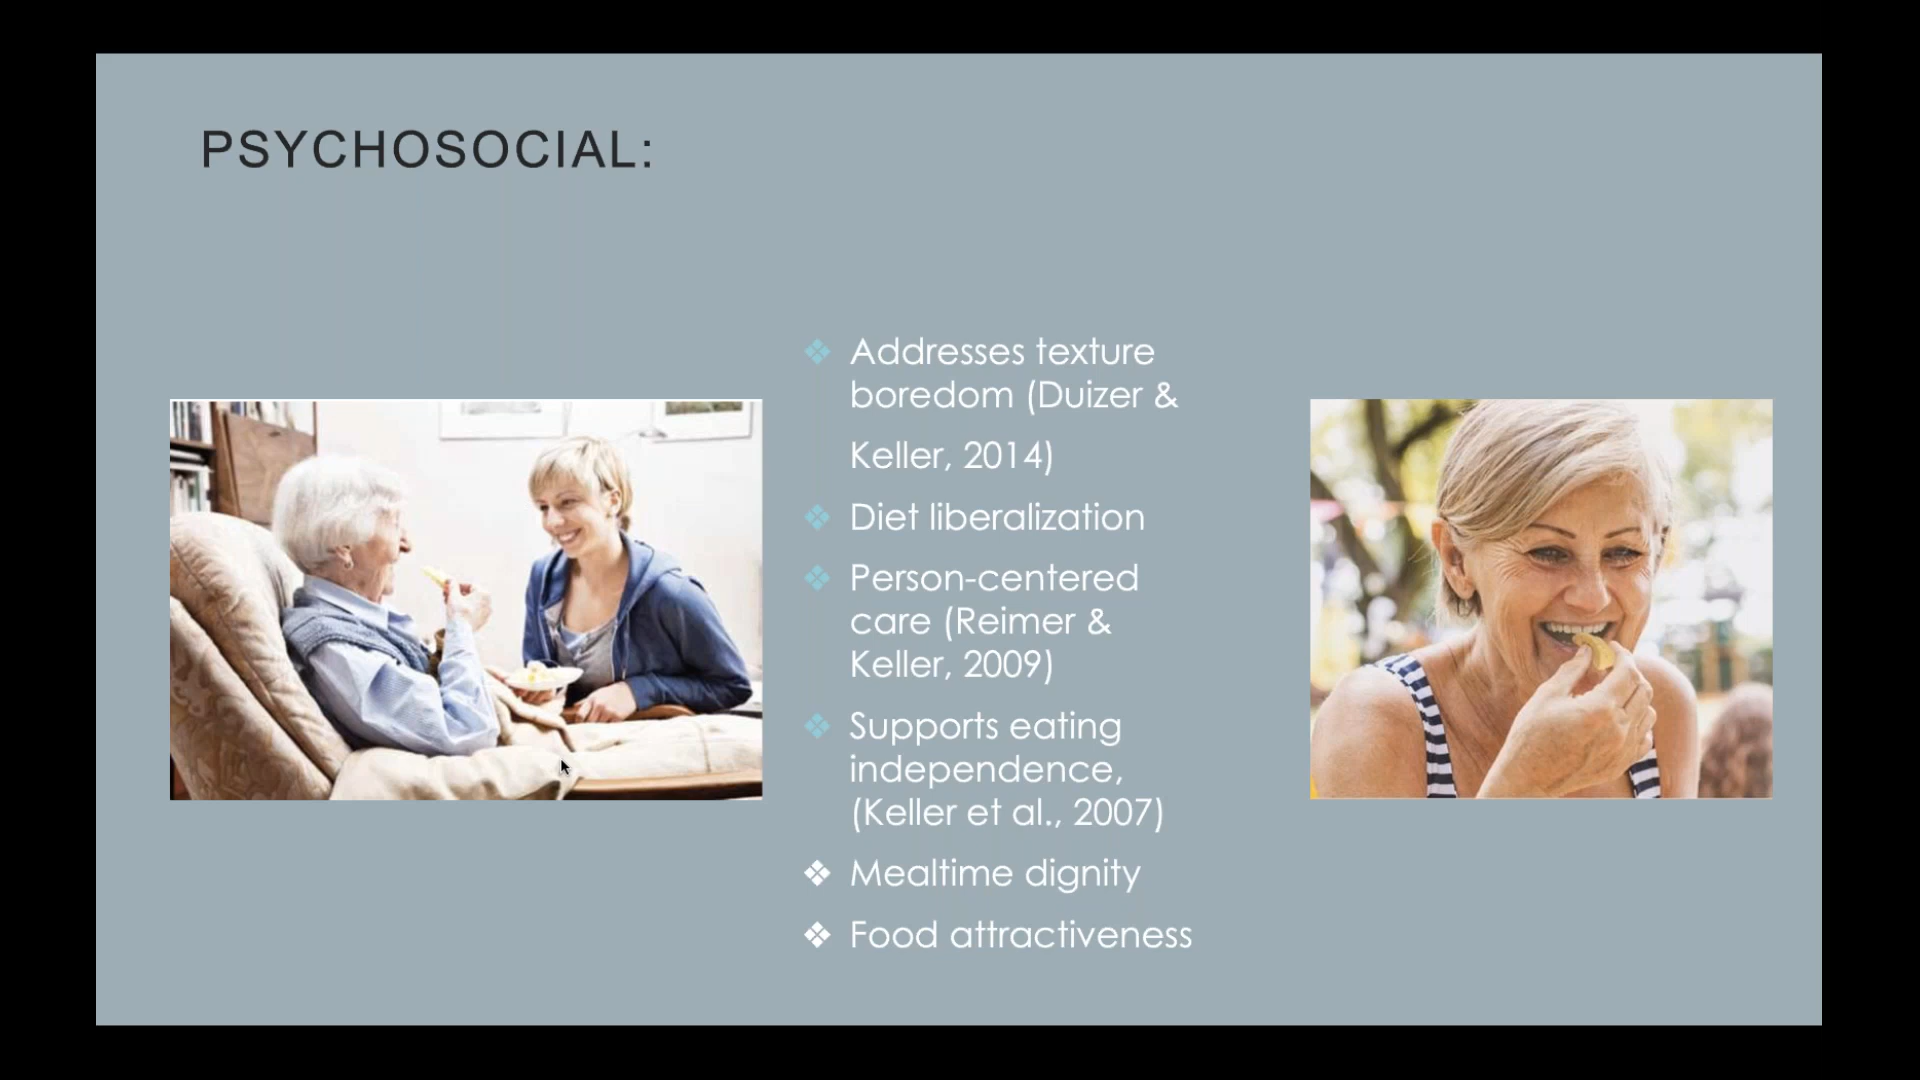 PSYCHOSOCIAL:
❖ Addresses texture
boredom (Duizer &
Keller, 2014)
❖ Diet liberalization
❖ Person-centered
care (Reimer &
Keller, 2009)
❖ Supports eating
independence,
(Keller et al., 2007)
❖ Mealtime dignity
❖ Food attractiveness